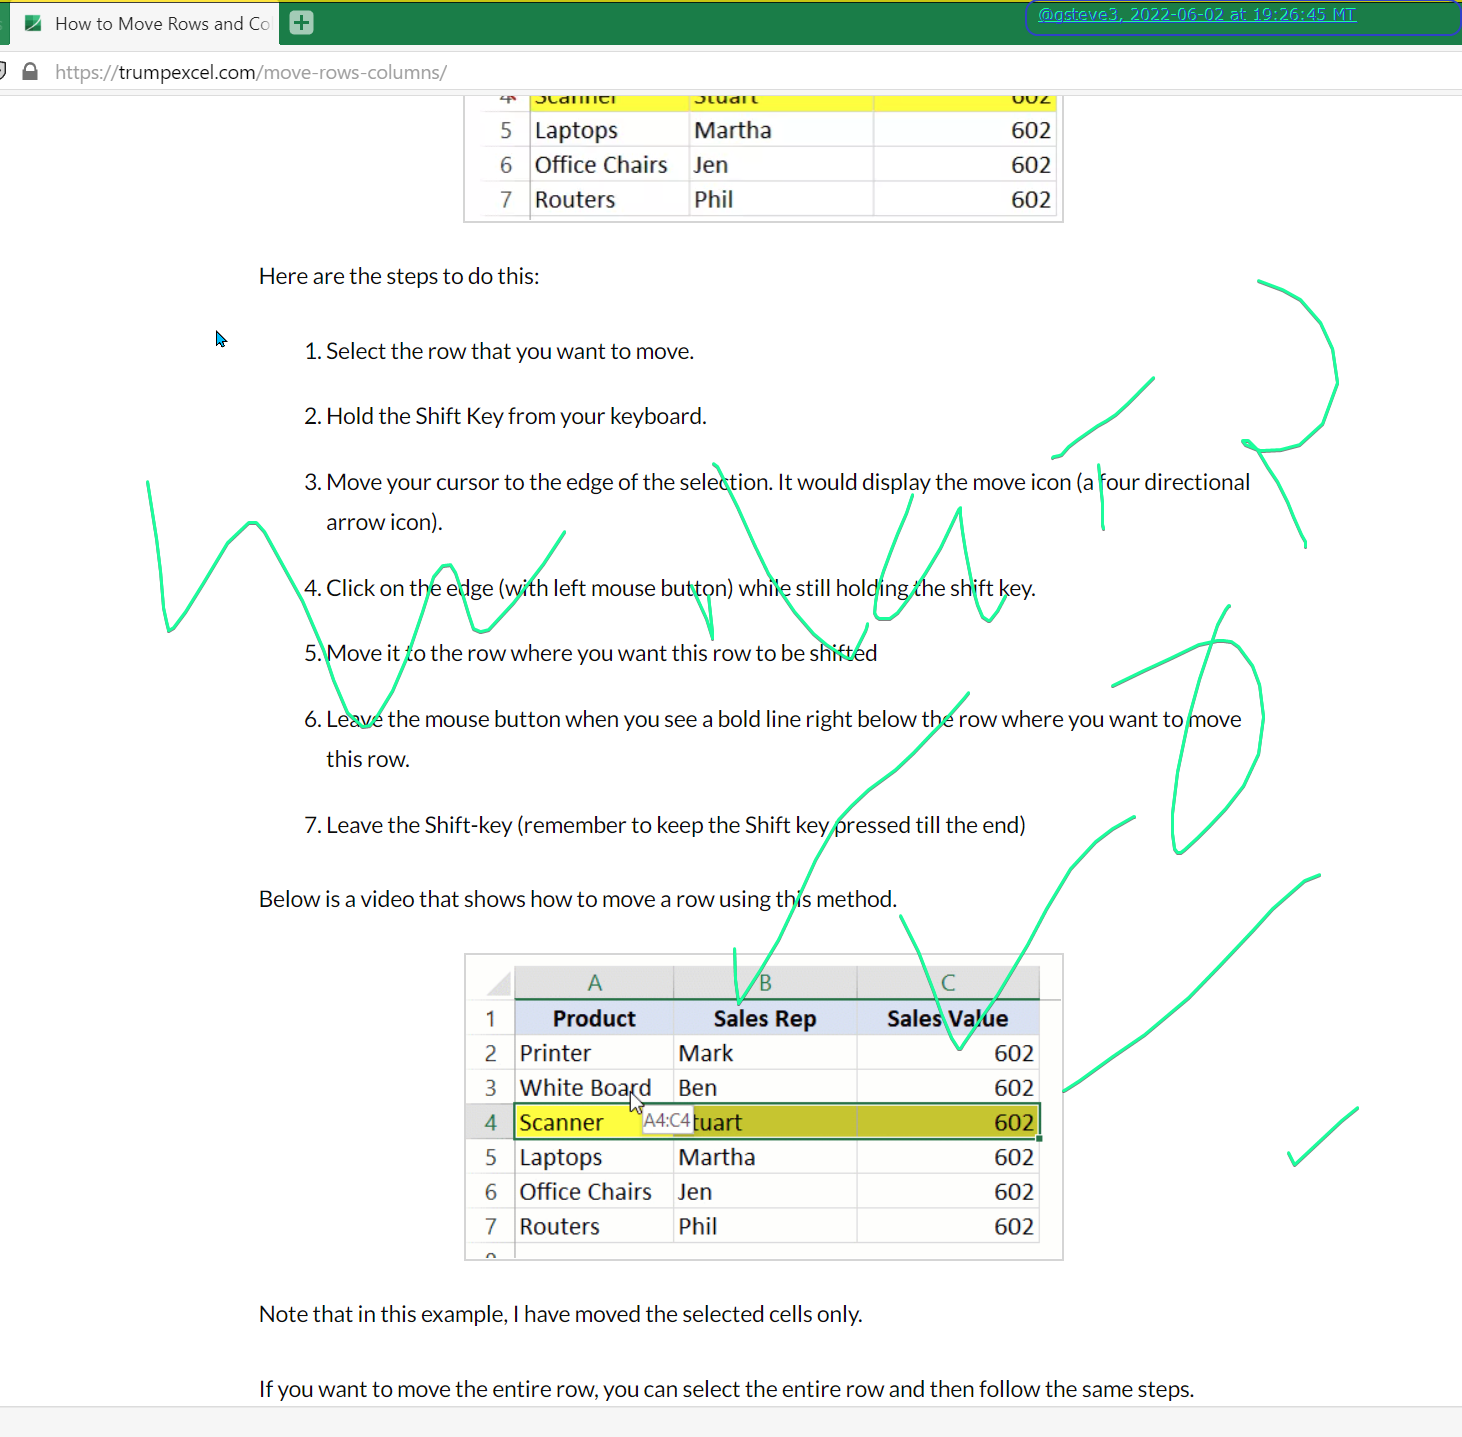 How to Move Rows and Co
@qsteve3, 2022-06-02 at 19:26:45 MT
https://trumpexcel.com/move-rows-columns/
4 Scanner Stuart 602
5 Laptops Martha 602
6 Office Chairs Jen 602
7 Routers Phil 602
Here are the steps to do this:
1. Select the row that you want to move.
2. Hold the Shift Key from your keyboard.
3. Move your cursor to the edge of the selection. It would display the move icon (a four directional
arrow icon).
4. Click on the edge (with left mouse button) while still holding the shift key.
5. Move it to the row where you want this row to be shifted
6. Leave the mouse button when you see a bold line right below the row where you want to move
this row.
7. Leave the Shift-key (remember to keep the Shift key pressed till the end)
Below is a video that shows how to move a row using this method.
A B C
1 Product Sales Rep Sales Value
2 Printer Mark 602
3 White Board Ben 602
4 Scanner A4:C4 tuart 602
5 Laptops Martha 602
6 Office Chairs Jen 602
7 Routers Phil 602
Note that in this example, I have moved the selected cells only.
If you want to move the entire row, you can select the entire row and then follow the same steps.